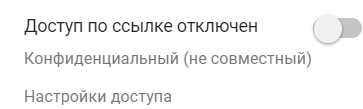 Доступ по ссылке отключен
Конфиденциальный (не совместный)
Настройки доступа